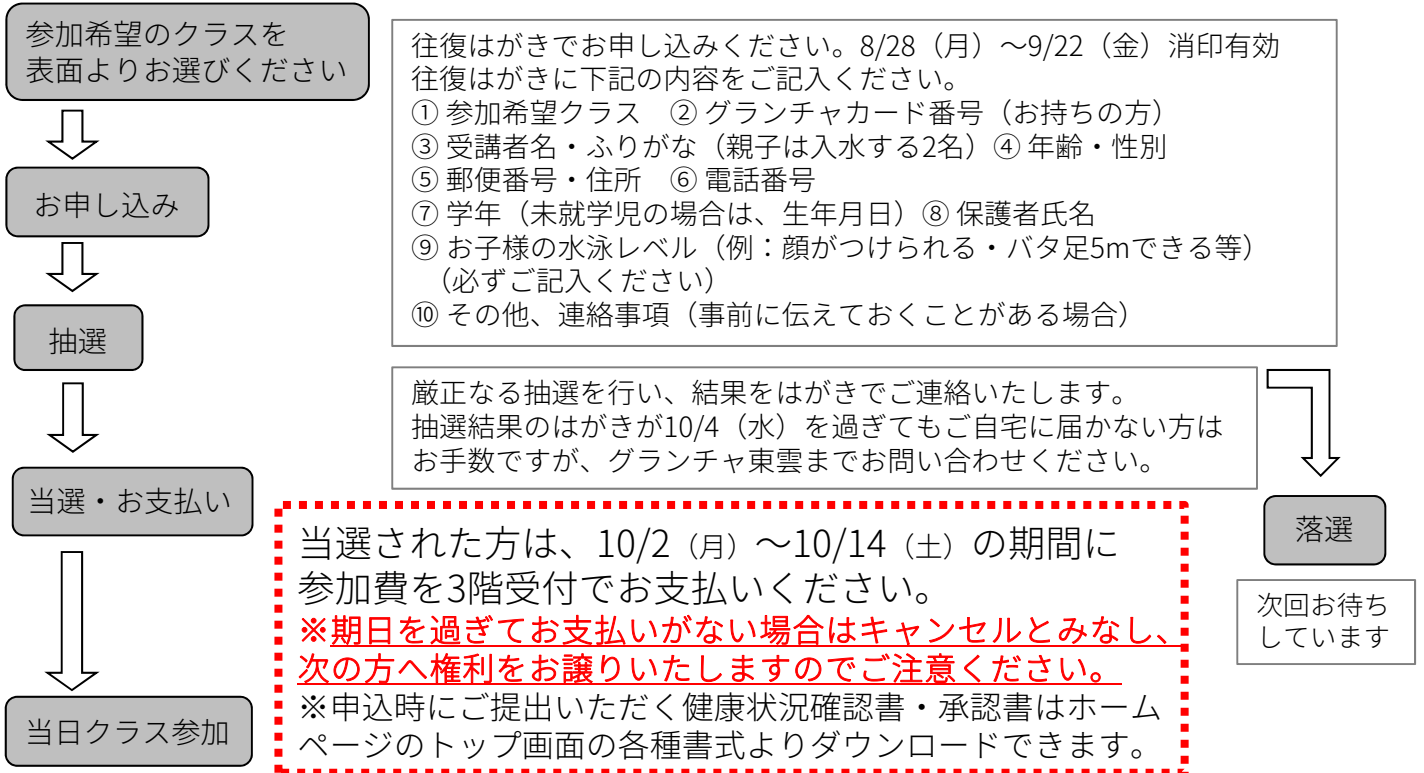 参加希望のクラスを
表面よりお選びください
お申し込み
抽選
当選・お支払い
当日クラス参加
往復はがきでお申し込みください。8/28（月）～9/22（金）消印有効
往復はがきに下記の内容をご記入ください。
① 参加希望クラス　② グランチャカード番号（お持ちの方）
③ 受講者名・ふりがな（親子は入水する2名）④ 年齢・性別
⑤ 郵便番号・住所　⑥ 電話番号
⑦ 学年（未就学児の場合は、生年月日）⑧ 保護者氏名
⑨ お子様の水泳レベル（例：顔がつけられる・バタ足5mできる等）
（必ずご記入ください）
⑩ その他、連絡事項（事前に伝えておくことがある場合）
厳正なる抽選を行い、結果をはがきでご連絡いたします。
抽選結果のはがきが10/4（水）を過ぎてもご自宅に届かない方は
お手数ですが、グランチャ東雲までお問い合わせください。
当選された方は、10/2（月）～10/14（土）の期間に
参加費を3階受付でお支払いください。
※期日を過ぎてお支払いがない場合はキャンセルとみなし、
次の方へ権利をお譲りいたしますのでご注意ください。
※申込時にご提出いただく健康状況確認書・承認書はホーム
ページのトップ画面の各種書式よりダウンロードできます。
落選
次回お待ち
しています